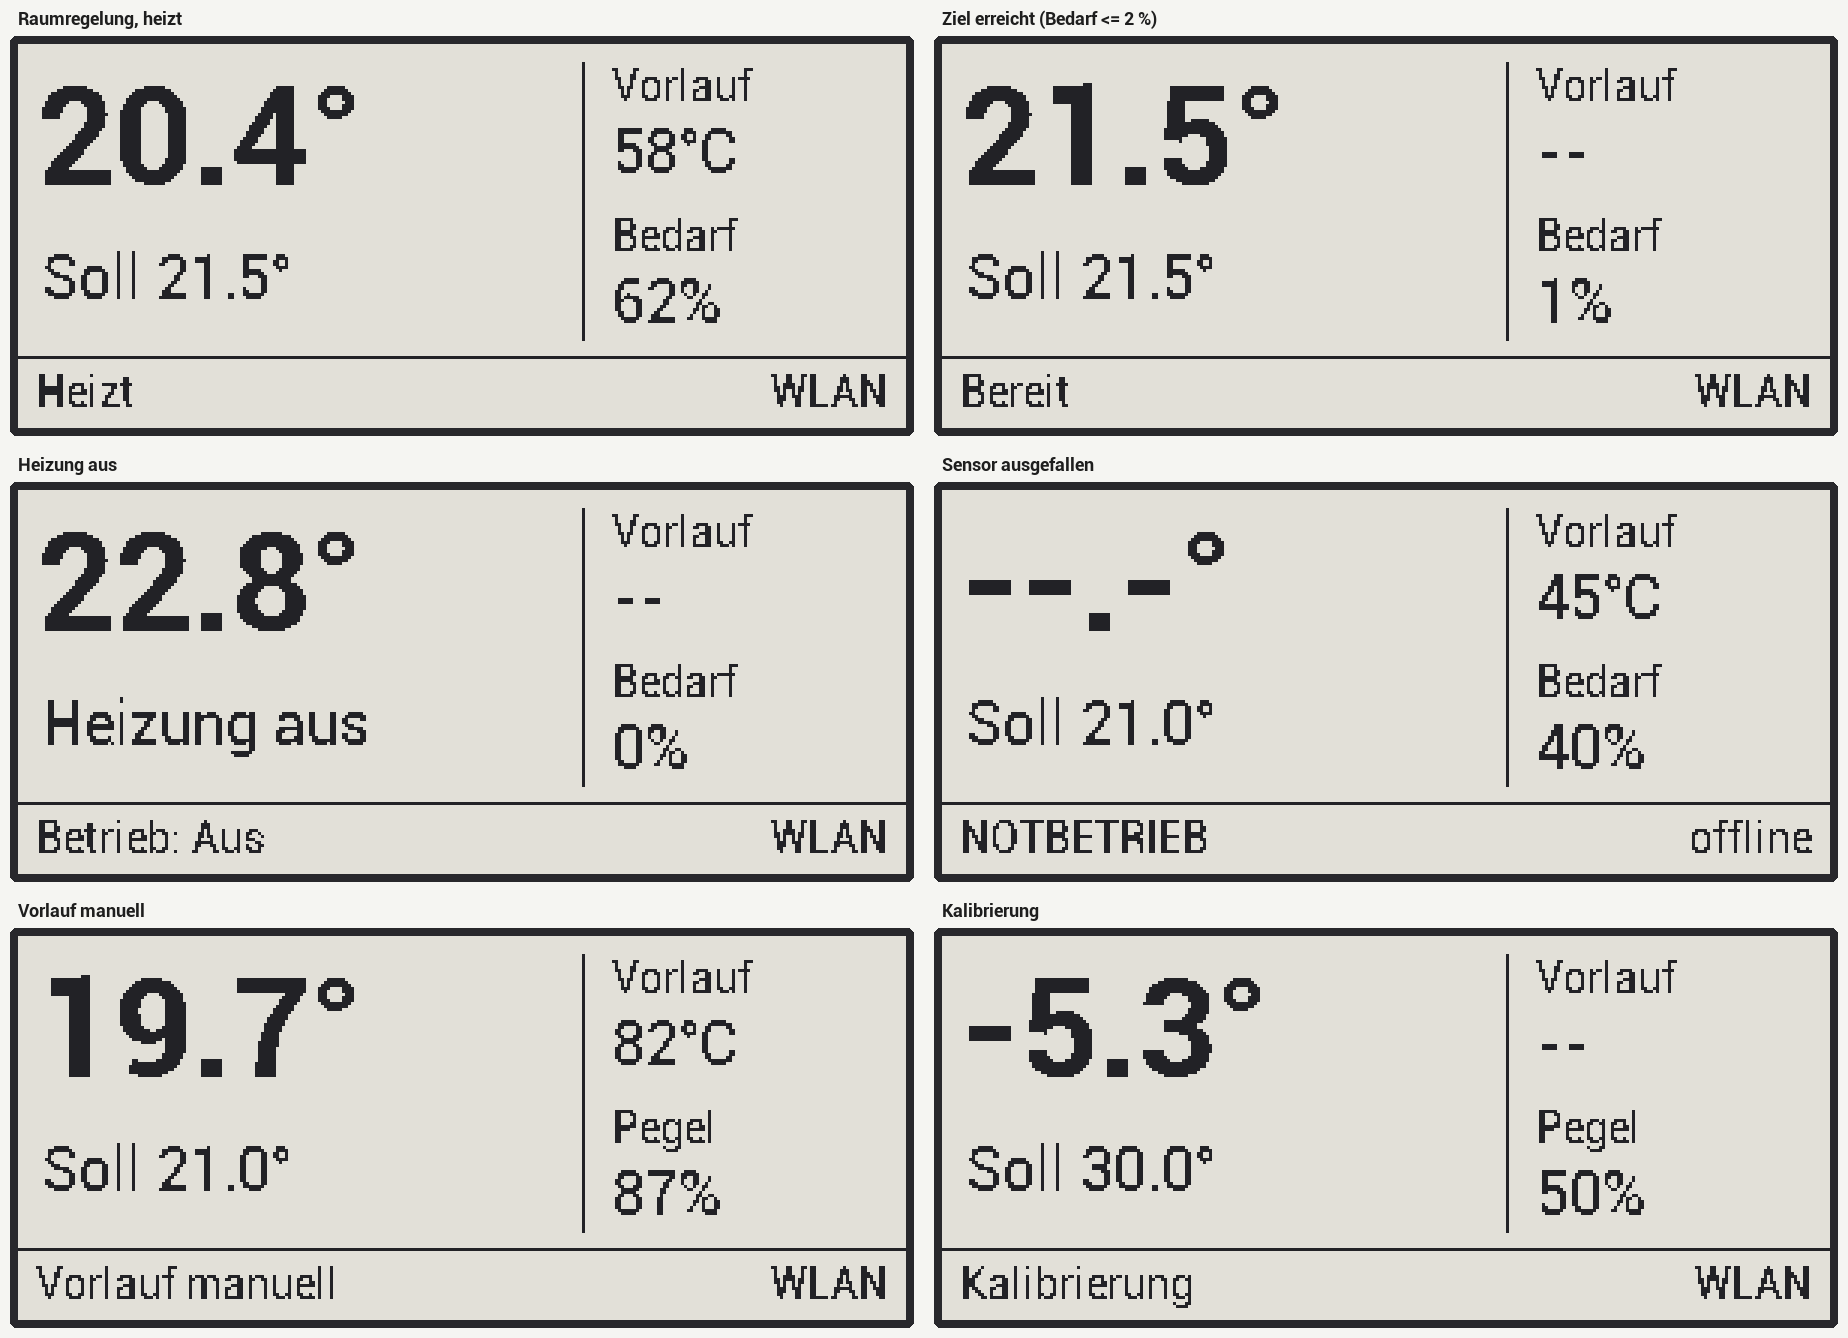 Raumregelung, heizt
20.4°
Soll 21.5°
Vorlauf
58°C
Bedarf
62%
Heizt
WLAN
Ziel erreicht (Bedarf <= 2 %)
21.5°
Soll 21.5°
Vorlauf
--
Bedarf
1%
Bereit
WLAN
Heizung aus
22.8°
Heizung aus
Vorlauf
--
Bedarf
0%
Betrieb: Aus
WLAN
Sensor ausgefallen
--.-°
Soll 21.0°
Vorlauf
45°C
Bedarf
40%
NOTBETRIEB
offline
Vorlauf manuell
19.7°
Soll 21.0°
Vorlauf
82°C
Pegel
87%
Vorlauf manuell
WLAN
Kalibrierung
-5.3°
Soll 30.0°
Vorlauf
--
Pegel
50%
Kalibrierung
WLAN